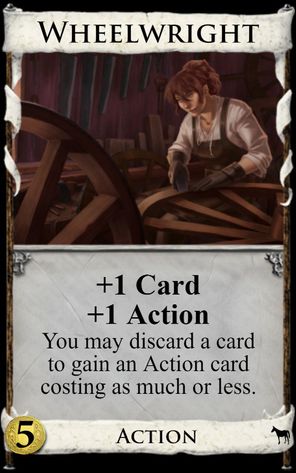 WHEELWRIGHT
+1 Card
+1 Action
You may discard a card
to gain an Action card
costing as much or less.
5
ACTION